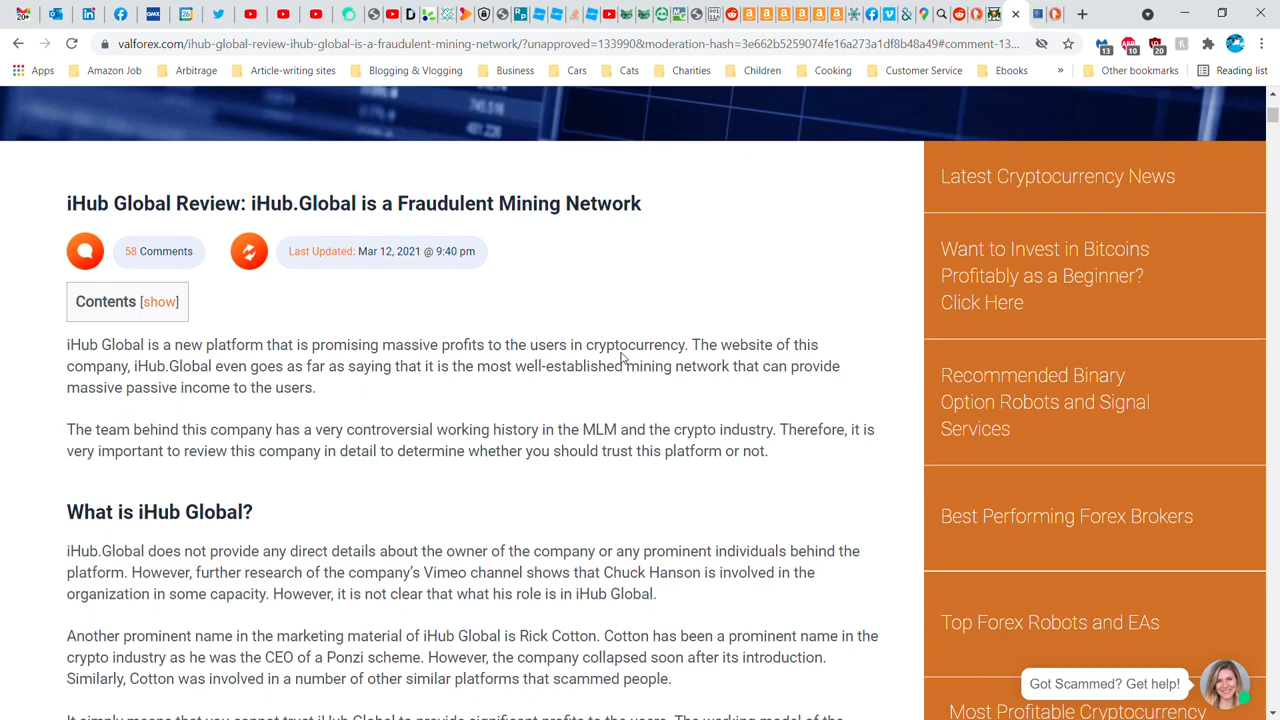 20+
26
valforex.com/ihub-global-review-ihub-global-is-a-fraudulent-mining-network/?unapproved=133990&moderation-hash=3e662b5259074fe16a273a14f8b48a49#comment-13...
13
10
20
Apps
Amazon Job
Arbitrage
Article-writing sites
Blogging & Vlogging
Business
Cars
Cats
Charities
Children
Cooking
Customer Service
Ebooks
»
Other bookmarks
Reading list
iHub Global Review: iHub.Global is a Fraudulent Mining Network
58 Comments
Last Updated: Mar 12, 2021 @ 9:40 pm
Contents [show]
iHub Global is a new platform that is promising massive profits to the users in cryptocurrency. The website of this
company, iHub.Global even goes as far as saying that it is the most well-established mining network that can provide
massive passive income to the users.
The team behind this company has a very controversial working history in the MLM and the crypto industry. Therefore, it is
very important to review this company in detail to determine whether you should trust this platform or not.
What is iHub Global?
iHub.Global does not provide any direct details about the owner of the company or any prominent individuals behind the
platform. However, further research of the company’s Vimeo channel shows that Chuck Hanson is involved in the
organization in some capacity. However, it is not clear that what his role is in iHub Global.
Another prominent name in the marketing material of iHub Global is Rick Cotton. Cotton has been a prominent name in the
crypto industry as he was the CEO of a Ponzi scheme. However, the company collapsed soon after its introduction.
Similarly, Cotton was involved in a number of other similar platforms that scammed people.
It simply means that you cannot trust iHub Global to provide significant profits to the users. The working model of the
Latest Cryptocurrency News
Want to Invest in Bitcoins
Profitably as a Beginner?
Click Here
Recommended Binary
Option Robots and Signal
Services
Best Performing Forex Brokers
Top Forex Robots and EAs
Most Profitable Cryptocurrency
Got Scammed? Get help!